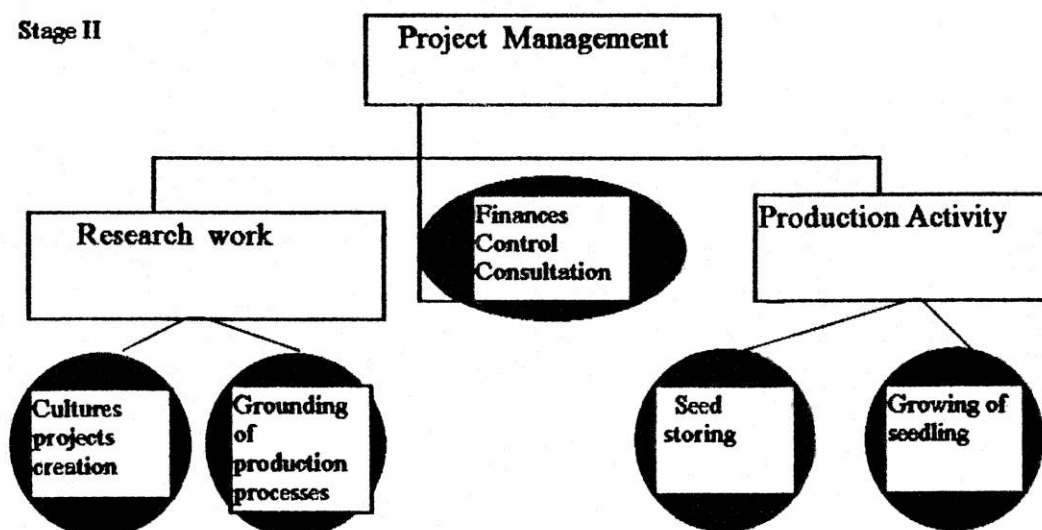 Stage II
Project Management
Research work
Finances
Control
Consultation
Production Activity
Cultures
projects
creation
Grounding
of
production
processes
Seed
storing
Growing of
seedling